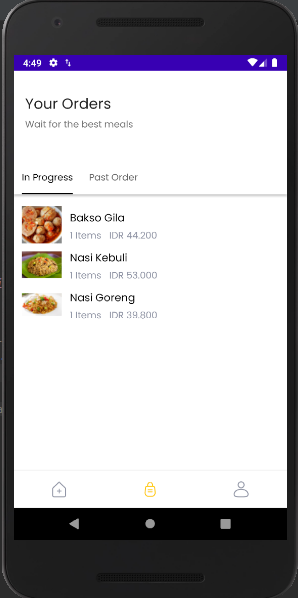 4:49
Your Orders
Wait for the best meals
In Progress Past Order
Bakso Gila
1 Items IDR 44.200
Nasi Kebuli
1 Items IDR 53.000
Nasi Goreng
1 Items IDR 39.800